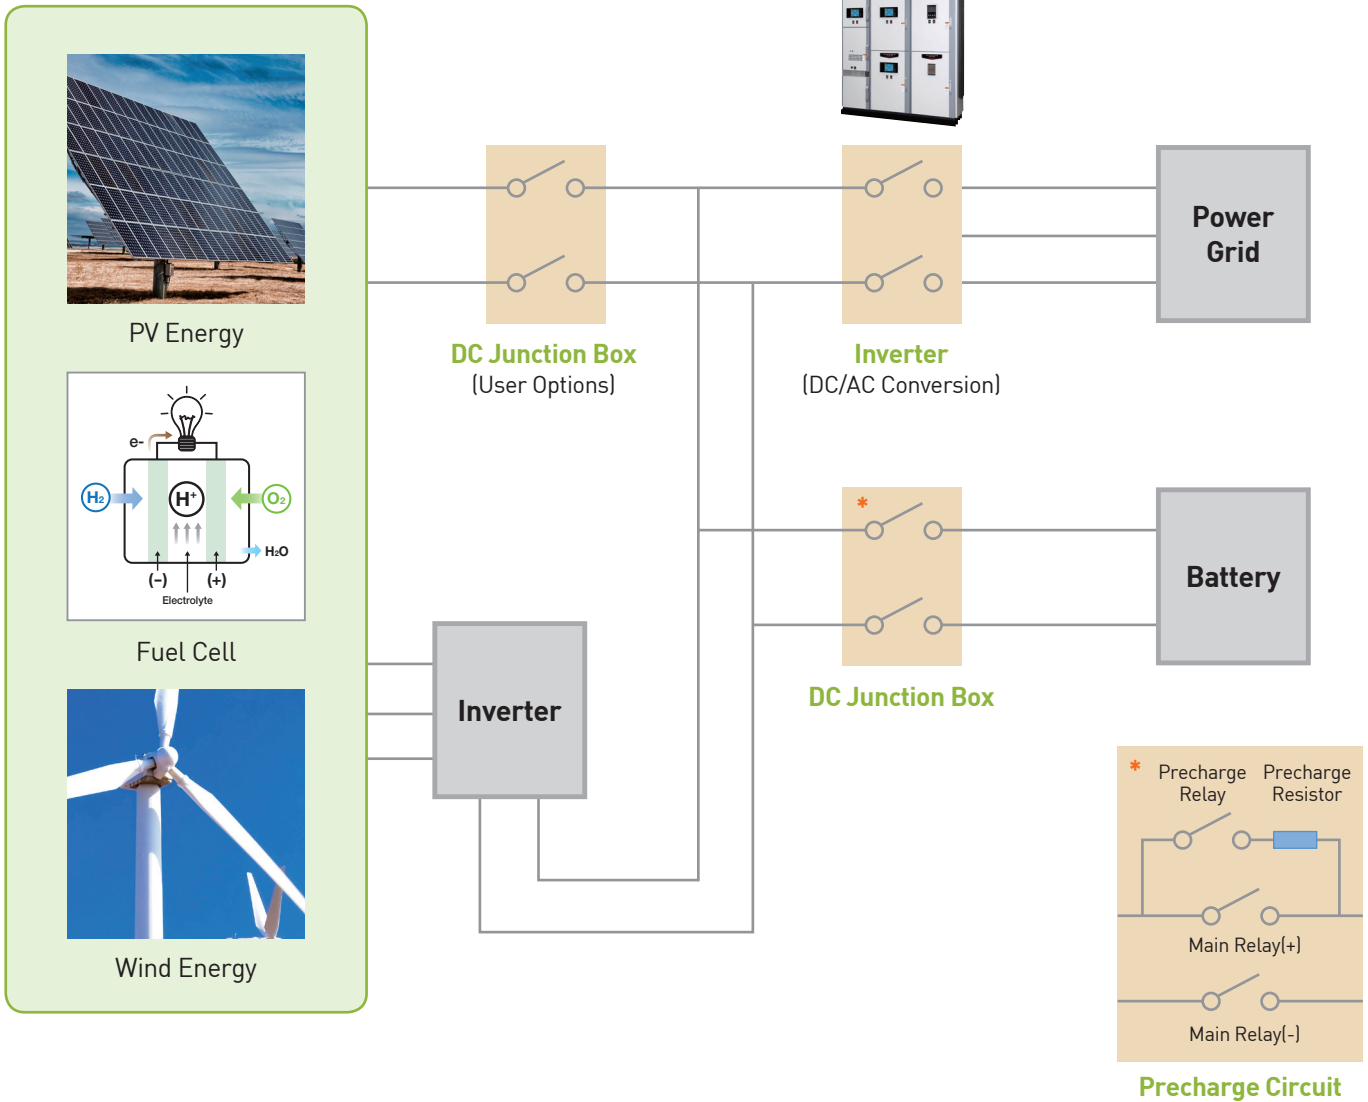 PV Energy
e-
H₂
H⁺
O₂
H₂O
(−)
(+)
Electrolyte
Fuel Cell
Wind Energy
DC Junction Box
(User Options)
Inverter
(DC/AC Conversion)
Power
Grid
Inverter
*
DC Junction Box
Battery
*
Precharge
Relay
Precharge
Resistor
Main Relay(+)
Main Relay(-)
Precharge Circuit